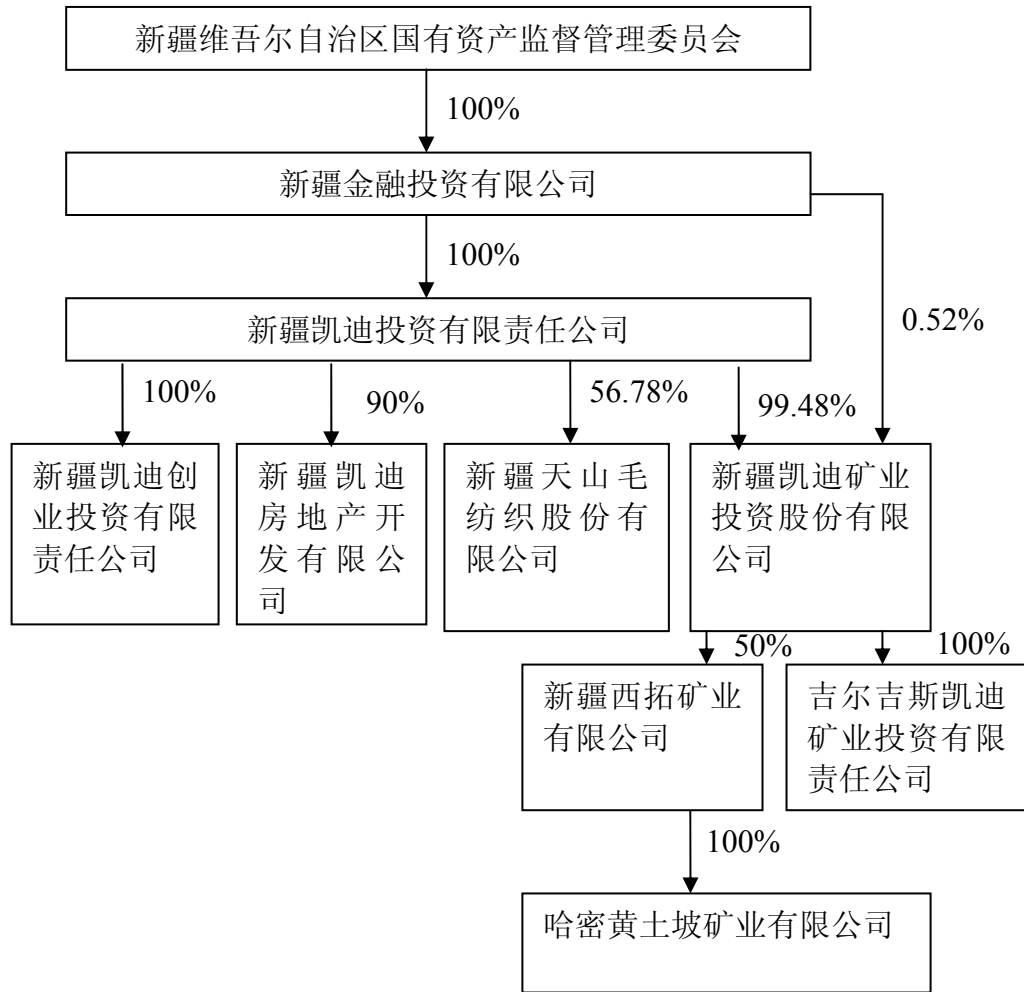 新疆维吾尔自治区国有资产监督管理委员会
100%
新疆金融投资有限公司
100%
0.52%
新疆凯迪投资有限责任公司
100%
90%
56.78%
99.48%
新疆凯迪创
业投资有限
责任公司
新疆凯迪
房地产开
发有限公
司
新疆天山毛
纺织股份有
限公司
新疆凯迪矿业
投资股份有限
公司
50%
100%
新疆西拓矿业
有限公司
吉尔吉斯凯迪
矿业投资有限
责任公司
100%
哈密黄土坡矿业有限公司